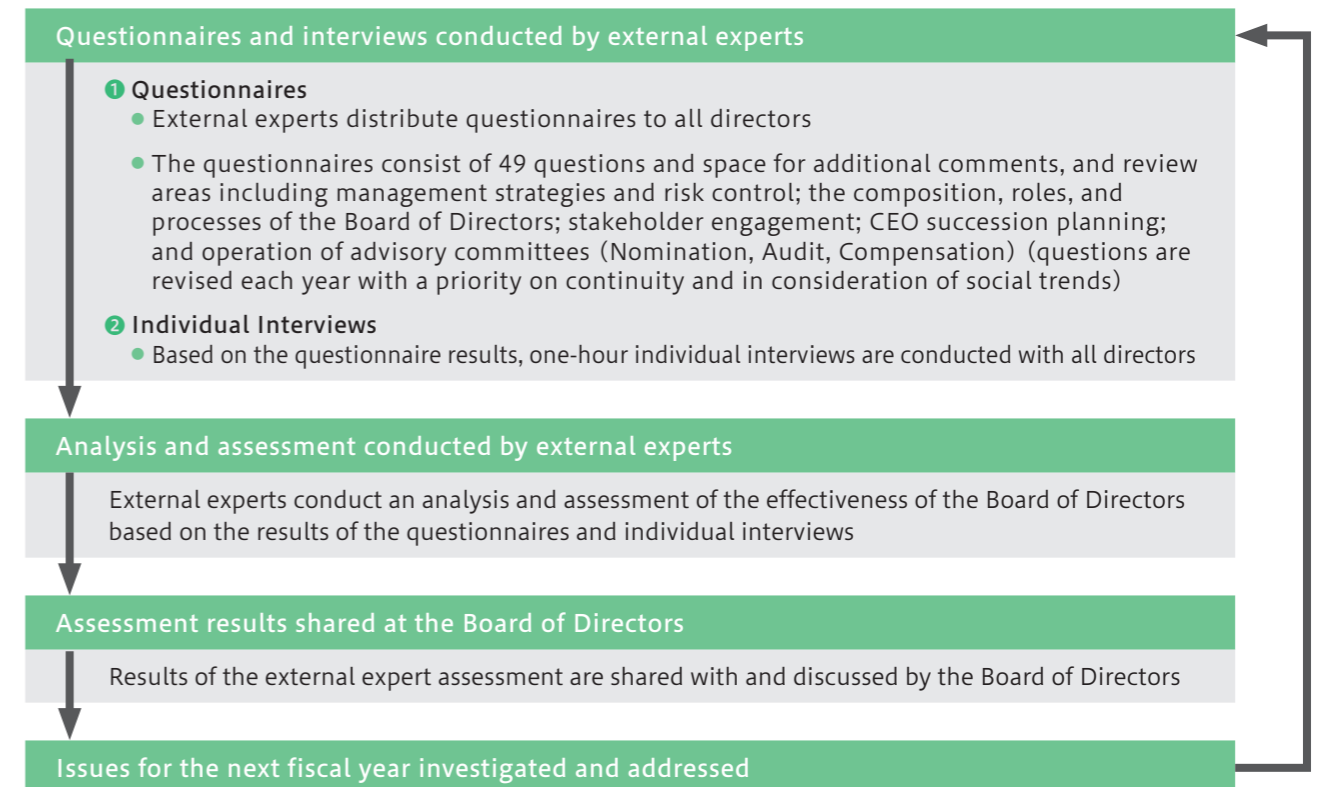 Questionnaires and interviews conducted by external experts
❶ Questionnaires
● External experts distribute questionnaires to all directors
● The questionnaires consist of 49 questions and space for additional comments, and review
areas including management strategies and risk control; the composition, roles, and
processes of the Board of Directors; stakeholder engagement; CEO succession planning;
and operation of advisory committees (Nomination, Audit, Compensation) (questions are
revised each year with a priority on continuity and in consideration of social trends)
❷ Individual Interviews
● Based on the questionnaire results, one-hour individual interviews are conducted with all directors
Analysis and assessment conducted by external experts
External experts conduct an analysis and assessment of the effectiveness of the Board of Directors
based on the results of the questionnaires and individual interviews
Assessment results shared at the Board of Directors
Results of the external expert assessment are shared with and discussed by the Board of Directors
Issues for the next fiscal year investigated and addressed